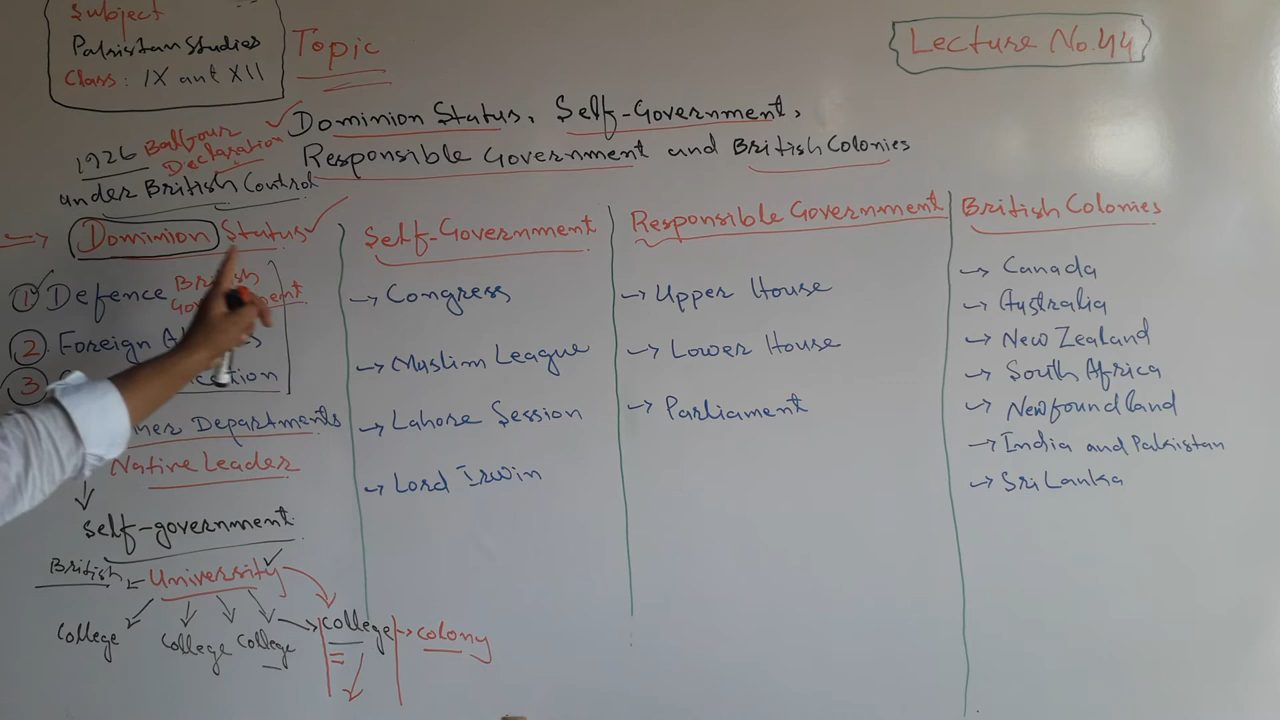 Subject
Pakistan Studies
Class: IX ant XII
Topic
Lecture No.44
Dominion Status, Self-Government,
Responsible Government and British Colonies
1926 Balfour
Declaration
under British Control
Dominion Status
1 Defence British
2 Foreign
3
Departments
Native Leader
self-government
British University
College College College College Colony
Self-Government
Congress
Muslim League
Lahore Session
Lord Irwin
Responsible Government
Upper House
Lower House
Parliament
British Colonies
Canada
Australia
New Zealand
South Africa
Newfoundland
India and Pakistan
Sri Lanka